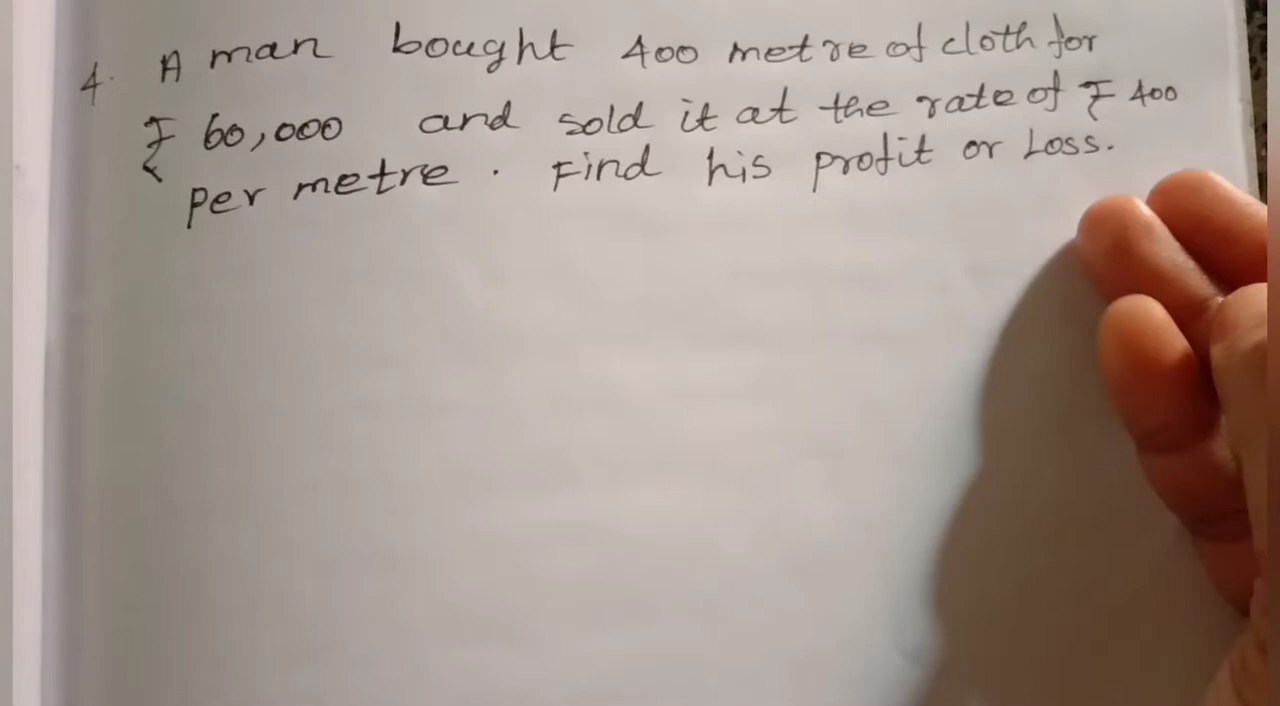 4. A man bought 400 metre of cloth for
₹ 60,000 and sold it at the rate of ₹ 400
per metre. Find his profit or Loss.